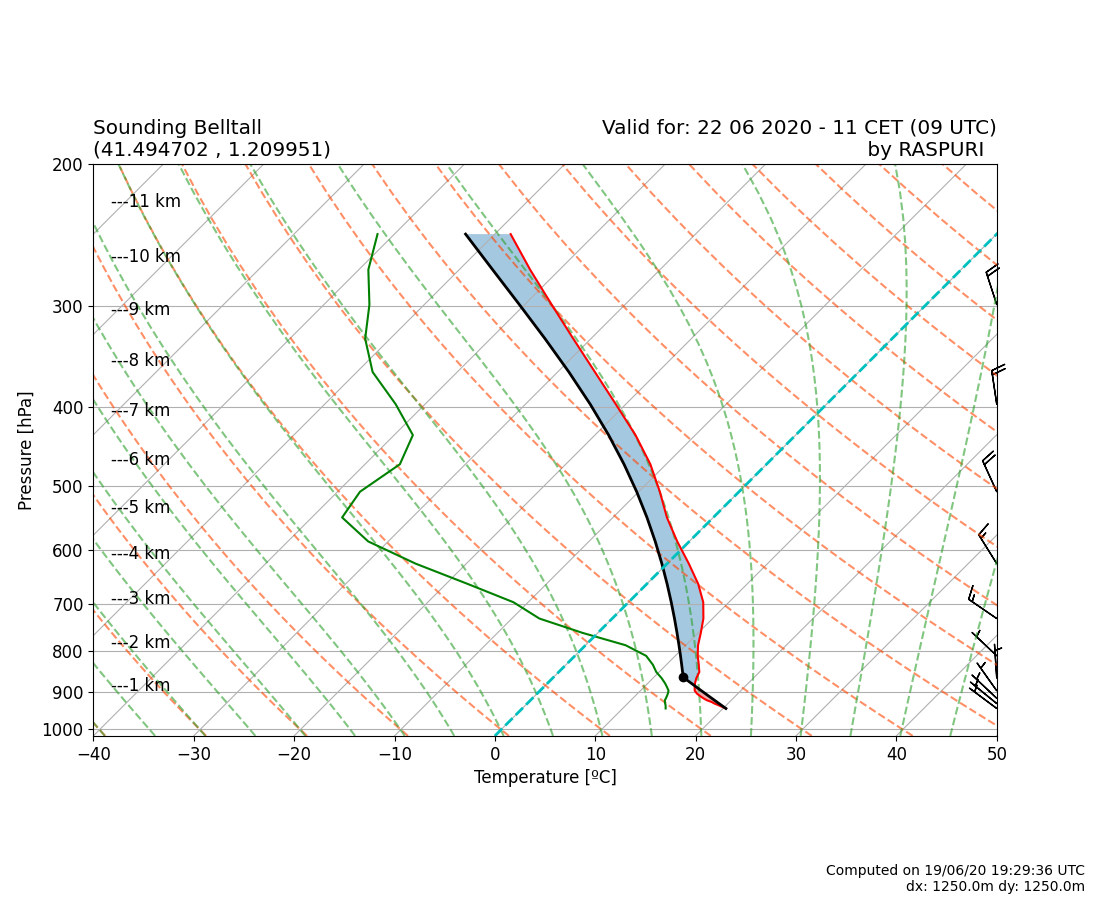 Sounding Belltall
(41.494702 , 1.209951)
Valid for: 22 06 2020 - 11 CET (09 UTC)
by RASPURI
200
300
400
500
600
700
800
900
1000
Pressure [hPa]
---11 km
---10 km
---9 km
---8 km
---7 km
---6 km
---5 km
---4 km
---3 km
---2 km
---1 km
−40 −30 −20 −10 0 10 20 30 40 50
Temperature [ºC]
Computed on 19/06/20 19:29:36 UTC
dx: 1250.0m dy: 1250.0m